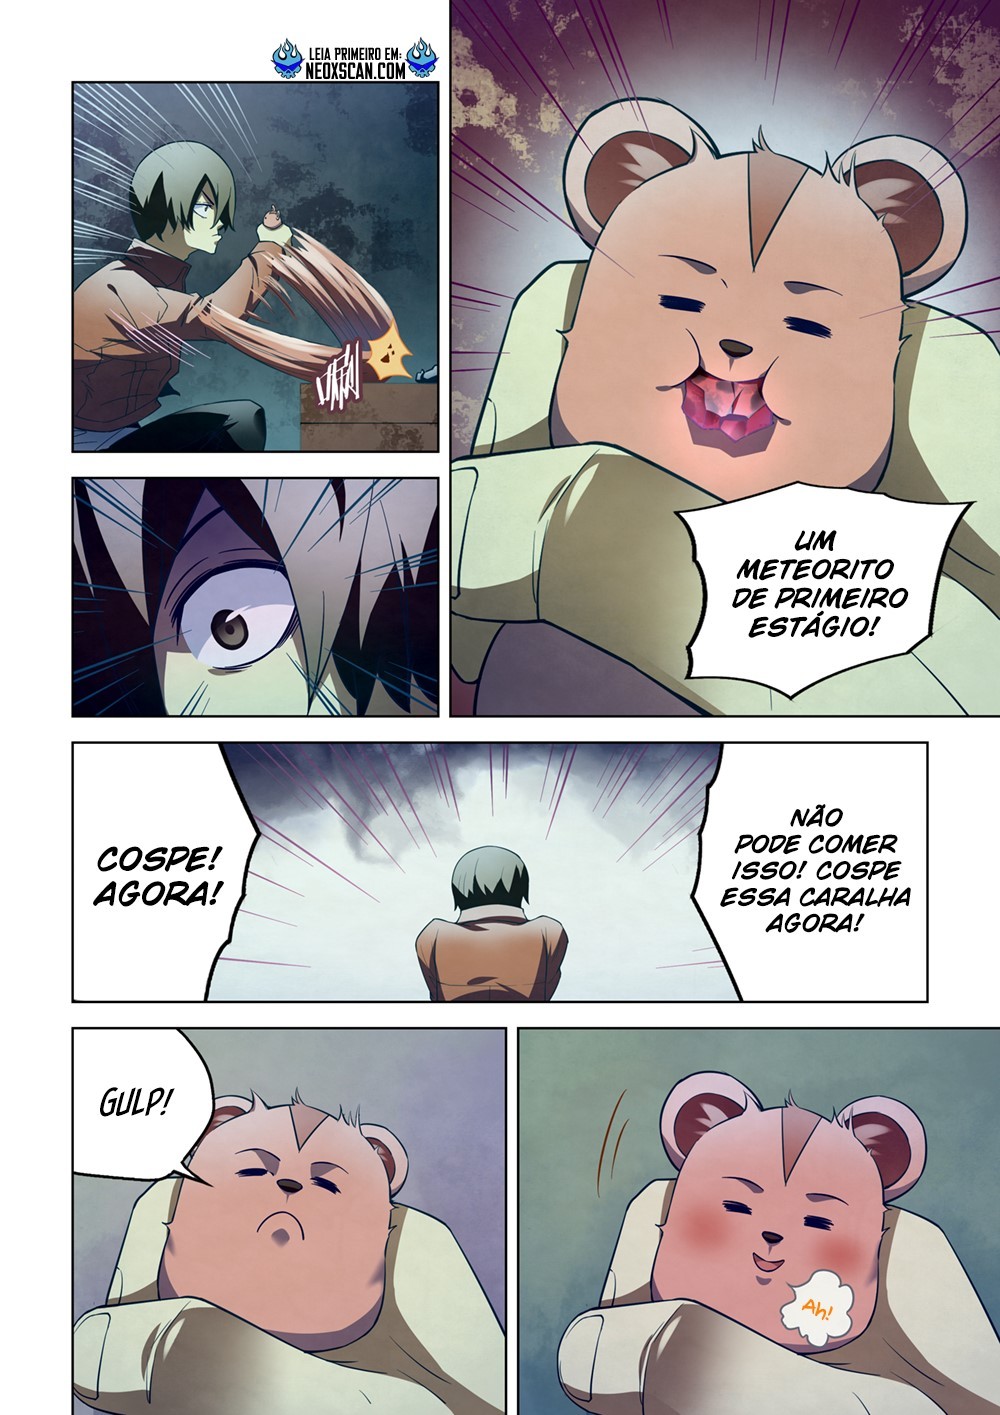 LEIA PRIMEIRO EM:
NEOXSCAN.COM
UM
METEORITO
DE PRIMEIRO
ESTÁGIO!
NÃO
PODE COMER
ISSO! COSPE
ESSA CARALHA
AGORA!
COSPE!
AGORA!
GULP!
Ah!